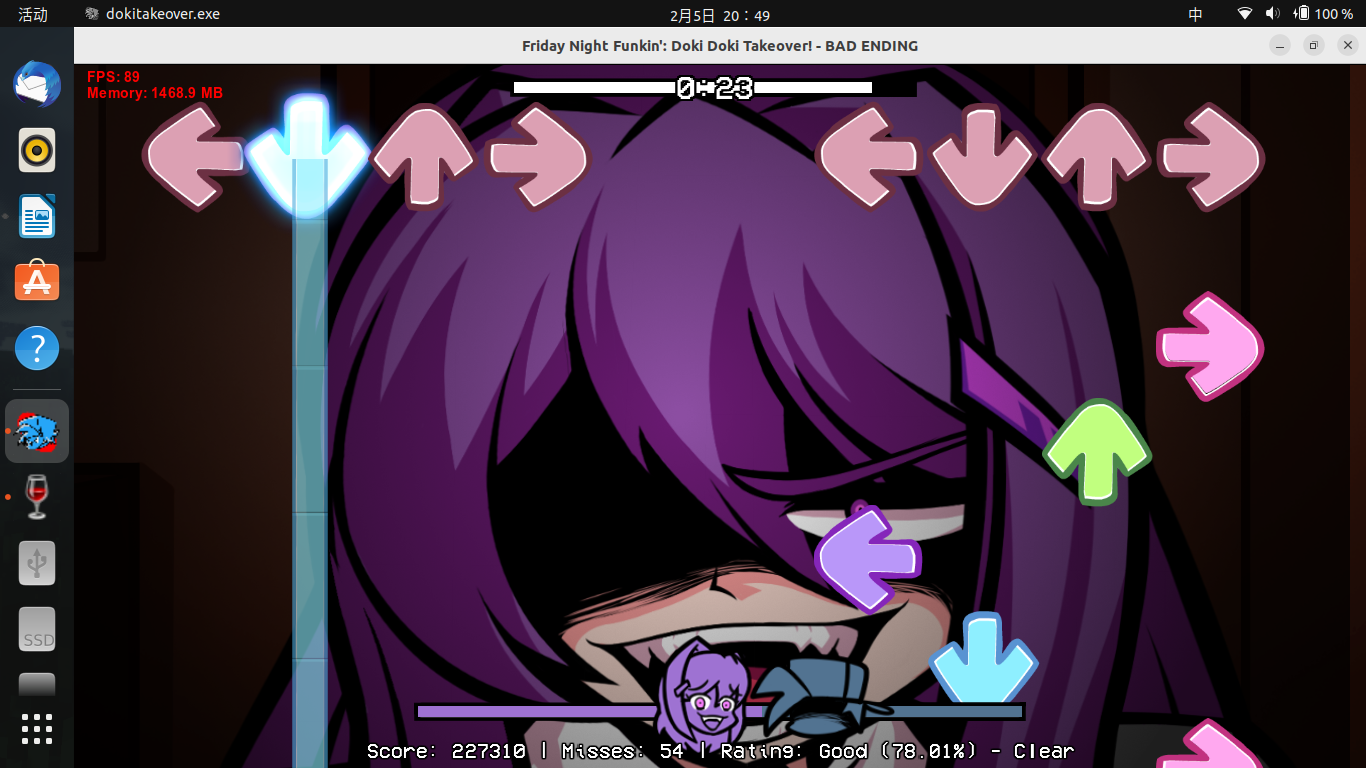 活动 dokitakeover.exe 2月5日 20：49 中 100 %
Friday Night Funkin': Doki Doki Takeover! - BAD ENDING
FPS: 89
Memory: 1468.9 MB
0:23
?
SSD
Score: 227310 | Misses: 54 | Rating: Good (78.01%) - Clear